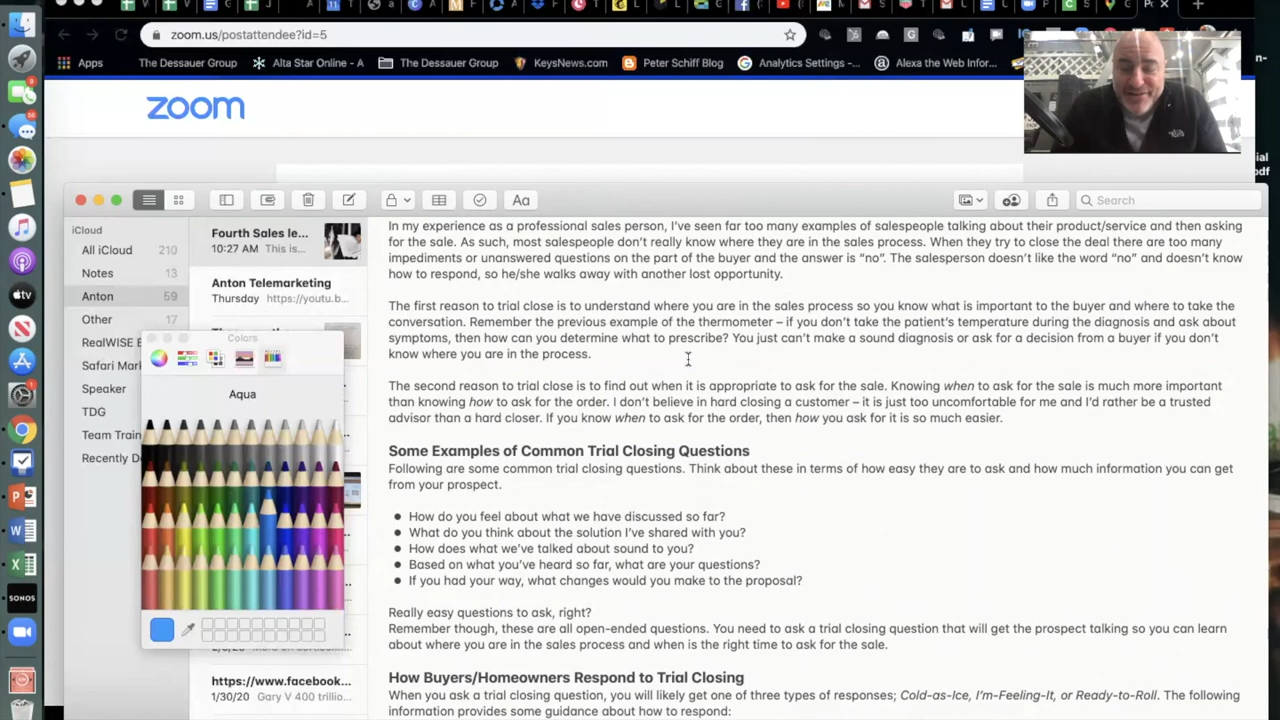 zoom.us/postattendee?id=5
Apps The Dessauer Group Alta Star Online - A The Dessauer Group KeysNews.com Peter Schiff Blog Analytics Settings -... Alexa the Web Infor...
zoom
Aa
Search
iCloud
All iCloud 210
Notes 13
Anton 59
Other 17
RealWISE
Safari
Speaker
TDG
Team
Recently
Fourth Sales le...
10:27 AM This is...
Anton Telemarketing
Thursday https://youtu.b...
Colors
Aqua
https://www.facebook...
1/30/20 Gary V 400 trillio...
In my experience as a professional sales person, I've seen far too many examples of salespeople talking about their product/service and then asking
for the sale. As such, most salespeople don't really know where they are in the sales process. When they try to close the deal there are too many
impediments or unanswered questions on the part of the buyer and the answer is "no". The salesperson doesn't like the word "no" and doesn't know
how to respond, so he/she walks away with another lost opportunity.
The first reason to trial close is to understand where you are in the sales process so you know what is important to the buyer and where to take the
conversation. Remember the previous example of the thermometer – if you don't take the patient's temperature during the diagnosis and ask about
symptoms, then how can you determine what to prescribe? You just can't make a sound diagnosis or ask for a decision from a buyer if you don't
know where you are in the process.
The second reason to trial close is to find out when it is appropriate to ask for the sale. Knowing when to ask for the sale is much more important
than knowing how to ask for the order. I don't believe in hard closing a customer – it is just too uncomfortable for me and I'd rather be a trusted
advisor than a hard closer. If you know when to ask for the order, then how you ask for it is so much easier.
Some Examples of Common Trial Closing Questions
Following are some common trial closing questions. Think about these in terms of how easy they are to ask and how much information you can get
from your prospect.
● How do you feel about what we have discussed so far?
● What do you think about the solution I've shared with you?
● How does what we've talked about sound to you?
● Based on what you've heard so far, what are your questions?
● If you had your way, what changes would you make to the proposal?
Really easy questions to ask, right?
Remember though, these are all open-ended questions. You need to ask a trial closing question that will get the prospect talking so you can learn
about where you are in the sales process and when is the right time to ask for the sale.
How Buyers/Homeowners Respond to Trial Closing
When you ask a trial closing question, you will likely get one of three types of responses; Cold-as-Ice, I'm-Feeling-It, or Ready-to-Roll. The following
information provides some guidance about how to respond:
tv
SONOS